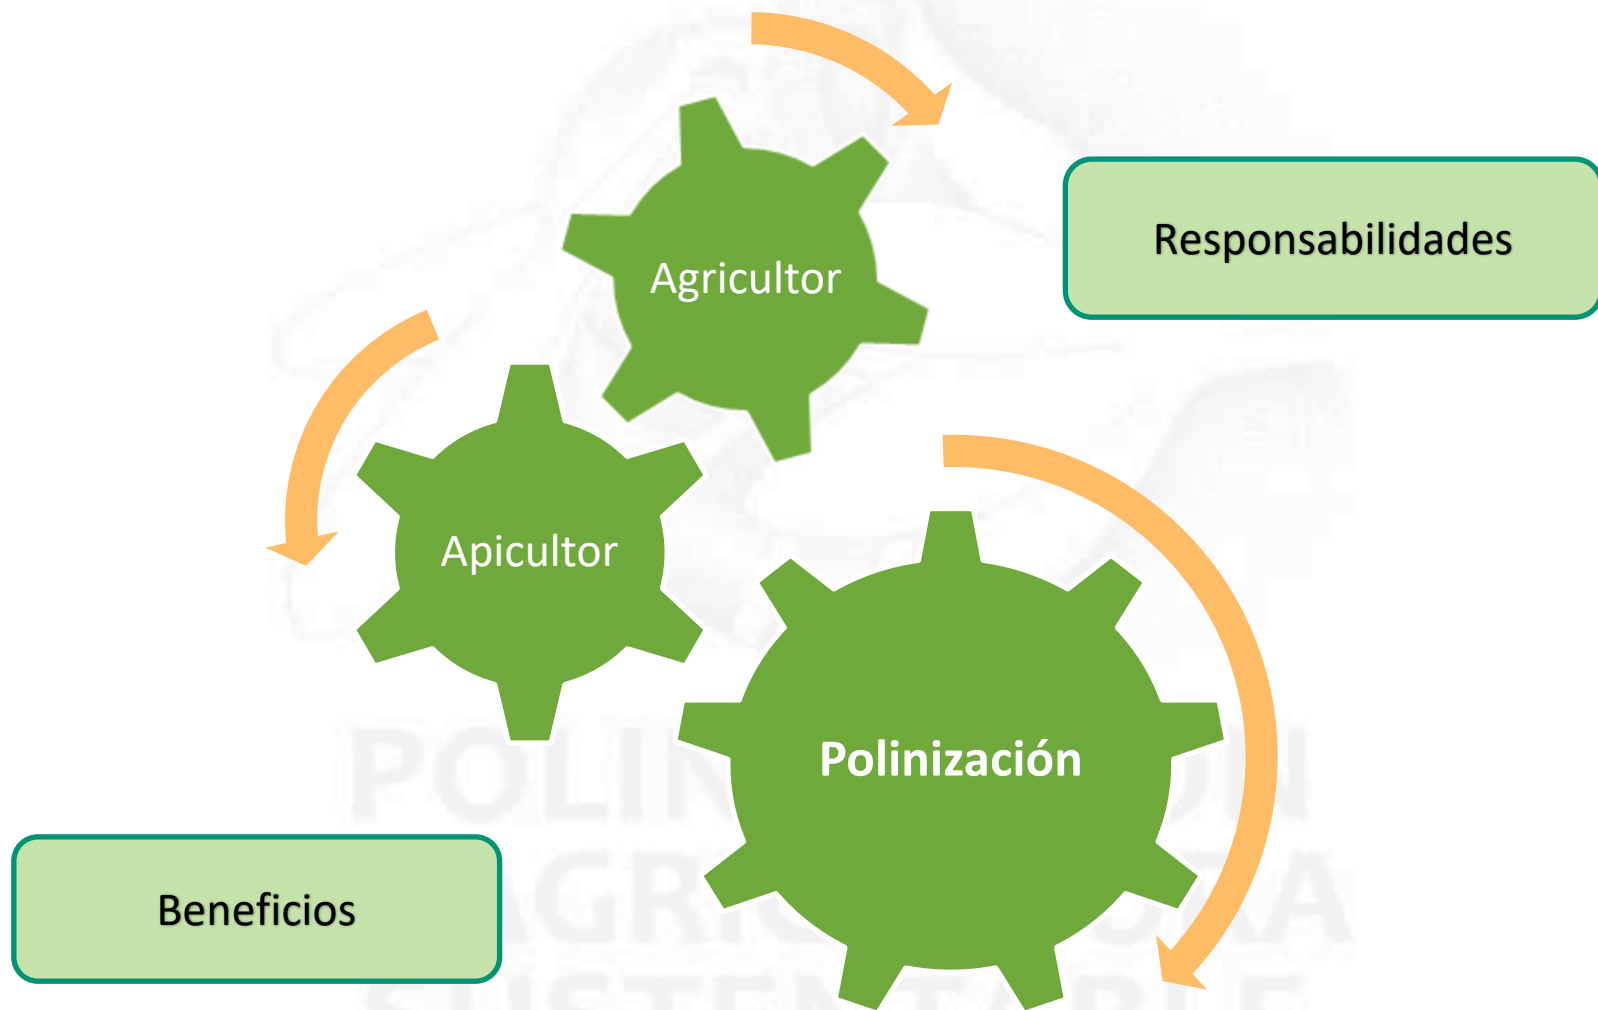 Agricultor
Responsabilidades
Apicultor
Polinización
Beneficios